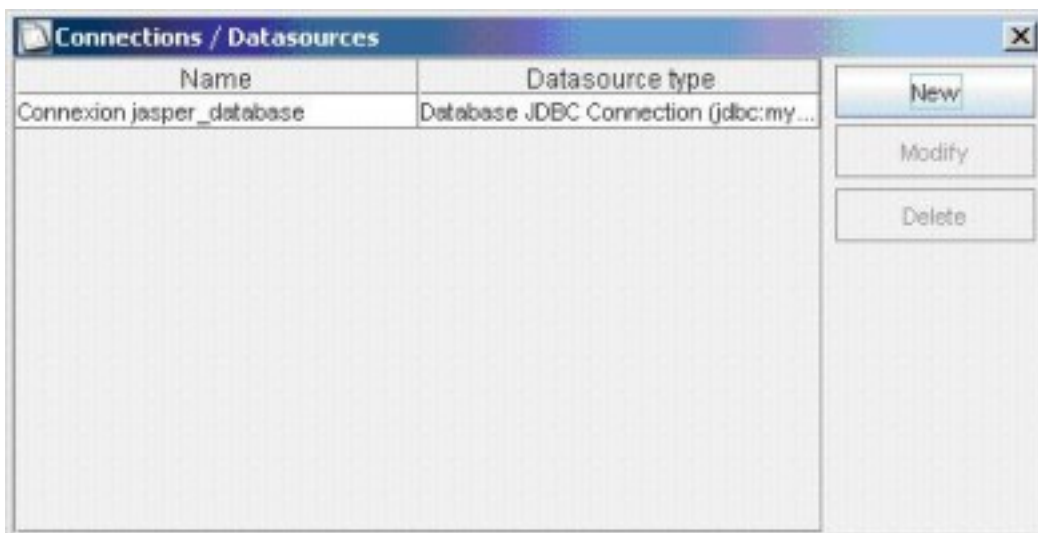 Connections / Datasources
Name Datasource type
Connexion jasper_database Database JDBC Connection (jdbc:my...
New
Modify
Delete